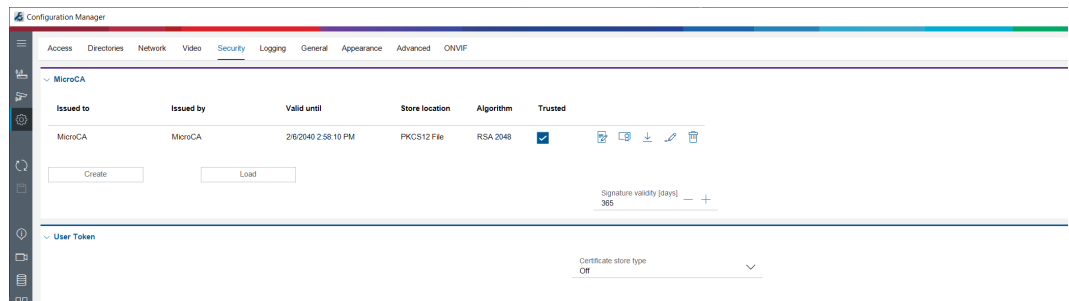 Configuration Manager
Access Directories Network Video Security Logging General Appearance Advanced ONVIF
MicroCA
Issued to Issued by Valid until Store location Algorithm Trusted
MicroCA MicroCA 2/6/2040 2:58:10 PM PKCS12 File RSA 2048
Create Load
Signature validity [days]
365
User Token
Certificate store type
Off